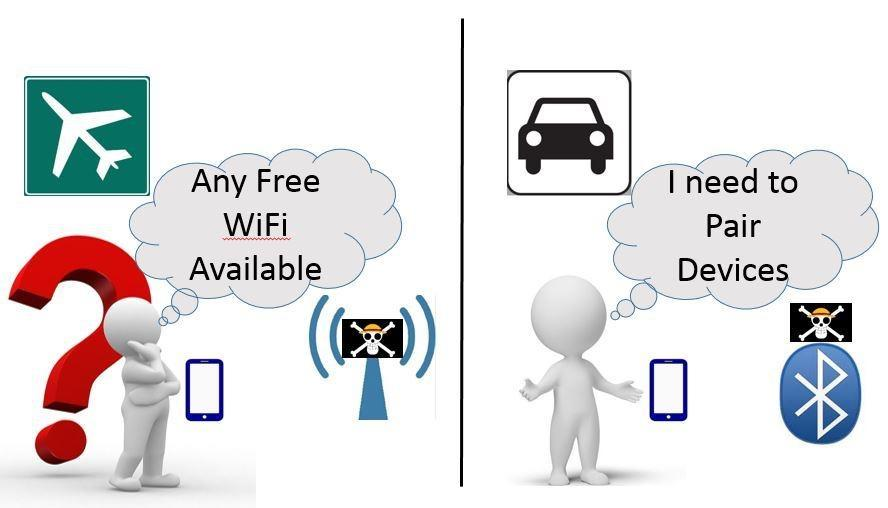 Any Free
WiFi
Available
I need to
Pair
Devices